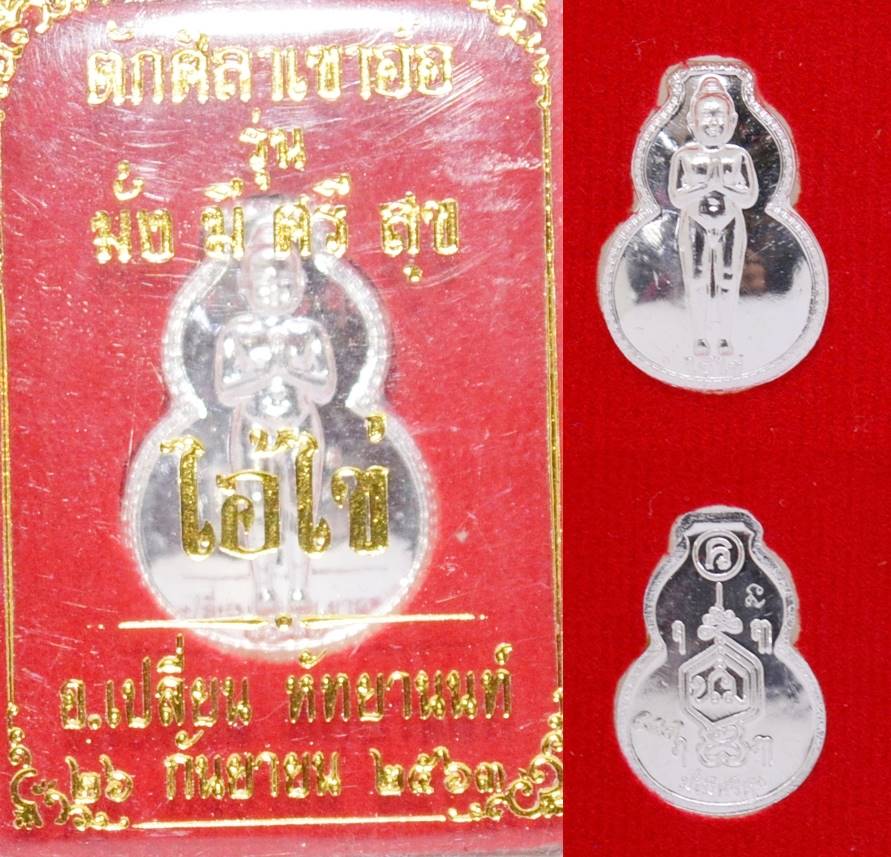 ตักศิลาเขาอ้อ
รุ่น
มั่ง มี ศรี สุข
ไอ้ไข่
อ.เปลี่ยน หัทยานนท์
๒๖ กันยายน ๒๕๖๓